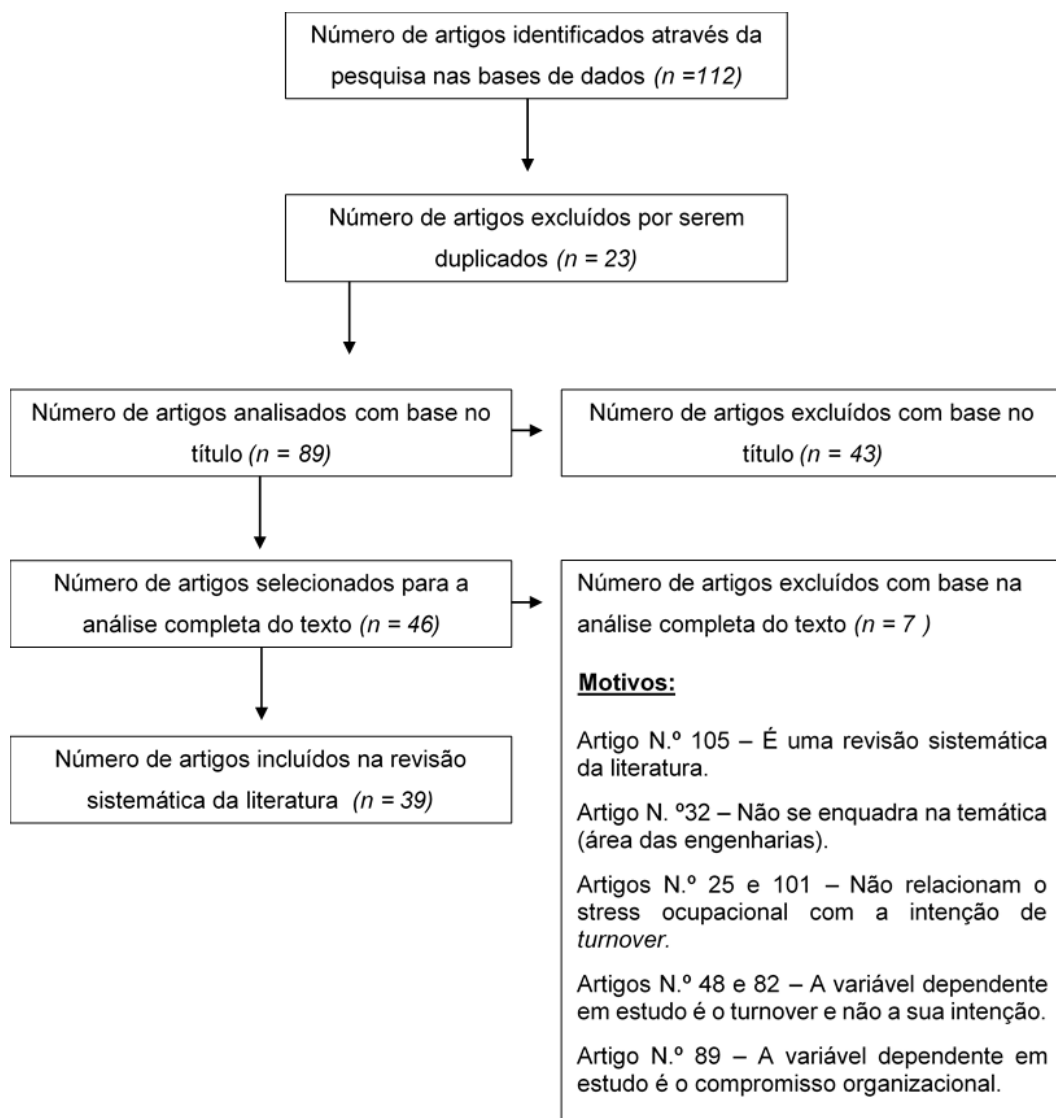 Número de artigos identificados através da
pesquisa nas bases de dados (n =112)
Número de artigos excluídos por serem
duplicados (n = 23)
Número de artigos analisados com base no
título (n = 89)
Número de artigos excluídos com base no
título (n = 43)
Número de artigos selecionados para a
análise completa do texto (n = 46)
Número de artigos excluídos com base na
análise completa do texto (n = 7 )
Motivos:
Artigo N.º 105 – É uma revisão sistemática
da literatura.
Artigo N. º32 – Não se enquadra na temática
(área das engenharias).
Artigos N.º 25 e 101 – Não relacionam o
stress ocupacional com a intenção de
turnover.
Artigos N.º 48 e 82 – A variável dependente
em estudo é o turnover e não a sua intenção.
Artigo N.º 89 – A variável dependente em
estudo é o compromisso organizacional.
Número de artigos incluídos na revisão
sistemática da literatura (n = 39)